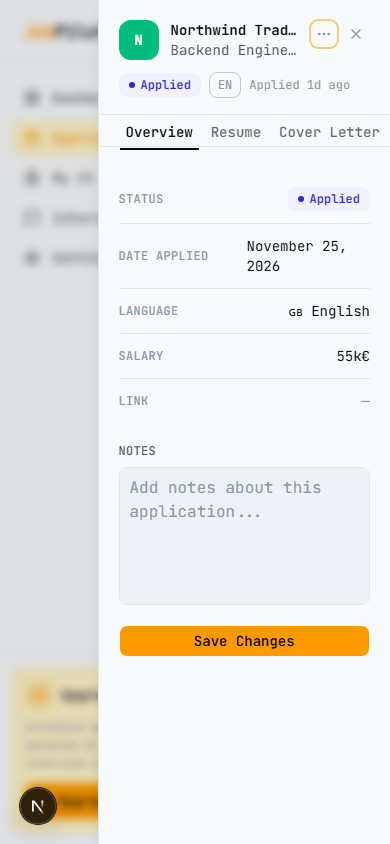 N
Northwind Trad…
Backend Engine…
Applied
EN
Applied 1d ago
Overview
Resume
Cover Letter
STATUS
Applied
DATE APPLIED
November 25,
2026
LANGUAGE
GB English
SALARY
55k€
LINK
—
NOTES
Add notes about this
application...
Save Changes
N